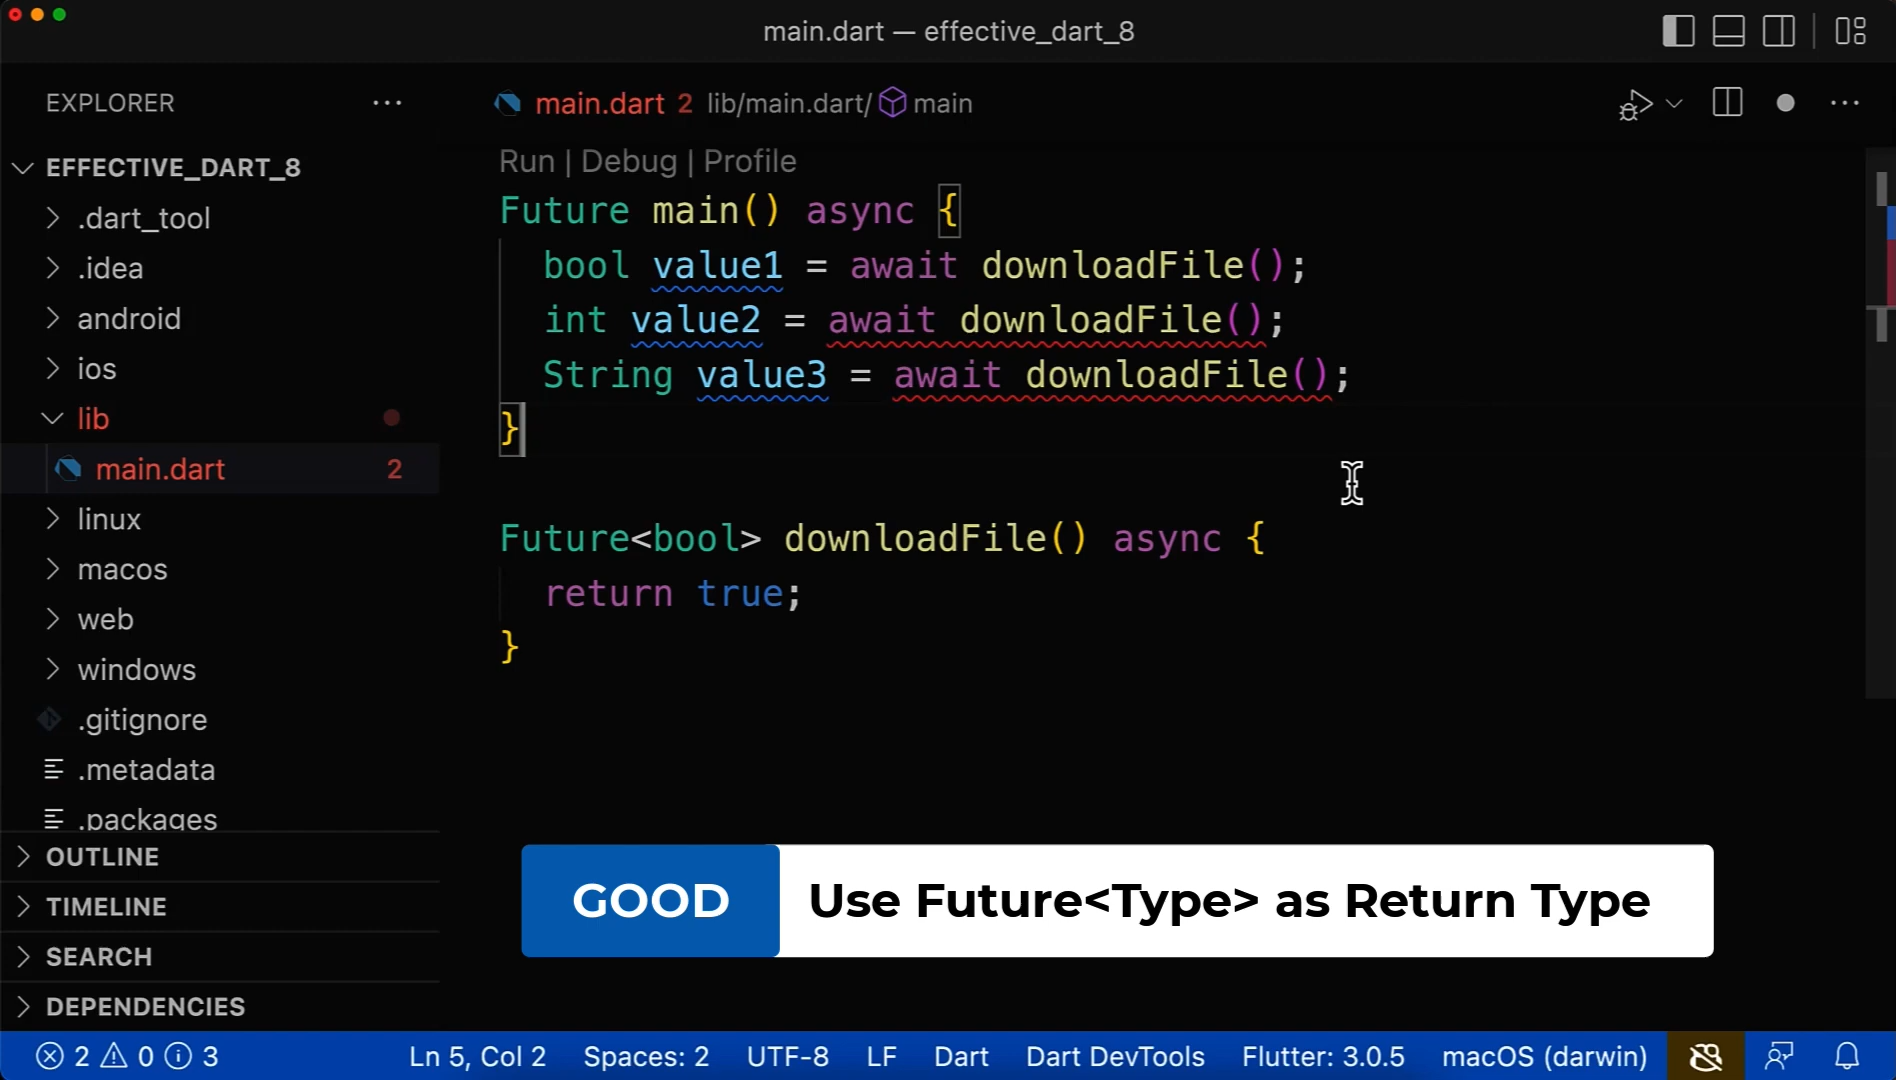 main.dart — effective_dart_8
EXPLORER
main.dart 2 lib/main.dart/ main
EFFECTIVE_DART_8
.dart_tool
.idea
android
ios
lib
main.dart 2
linux
macos
web
windows
.gitignore
.metadata
.packages
OUTLINE
TIMELINE
SEARCH
DEPENDENCIES
Run | Debug | Profile
Future main() async {
  bool value1 = await downloadFile();
  int value2 = await downloadFile();
  String value3 = await downloadFile();
}
Future<bool> downloadFile() async {
  return true;
}
GOOD Use Future<Type> as Return Type
2 0 3 Ln 5, Col 2 Spaces: 2 UTF-8 LF Dart Dart DevTools Flutter: 3.0.5 macOS (darwin)